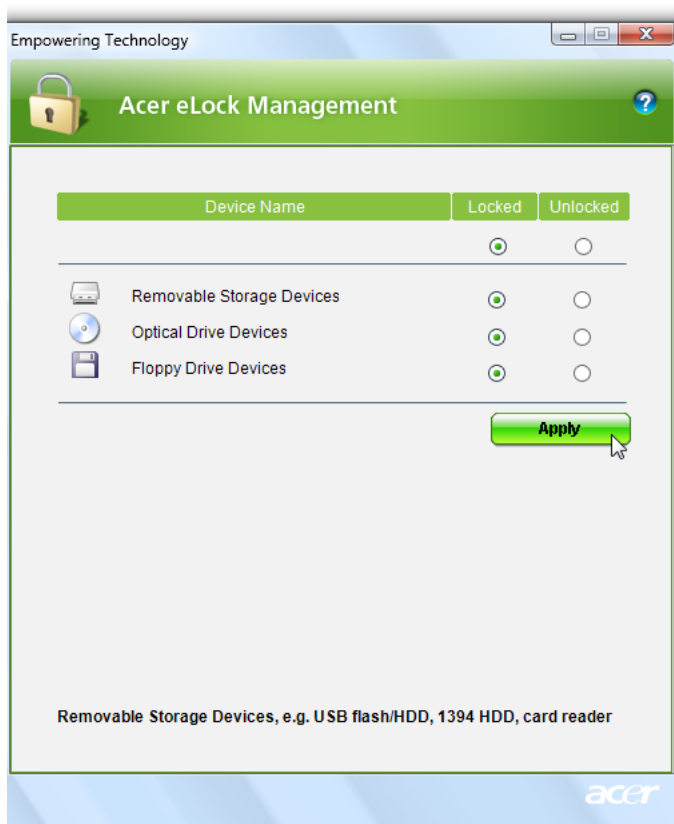 Empowering Technology
Acer eLock Management
?
Device Name Locked Unlocked
Removable Storage Devices
Optical Drive Devices
Floppy Drive Devices
Apply
Removable Storage Devices, e.g. USB flash/HDD, 1394 HDD, card reader
acer